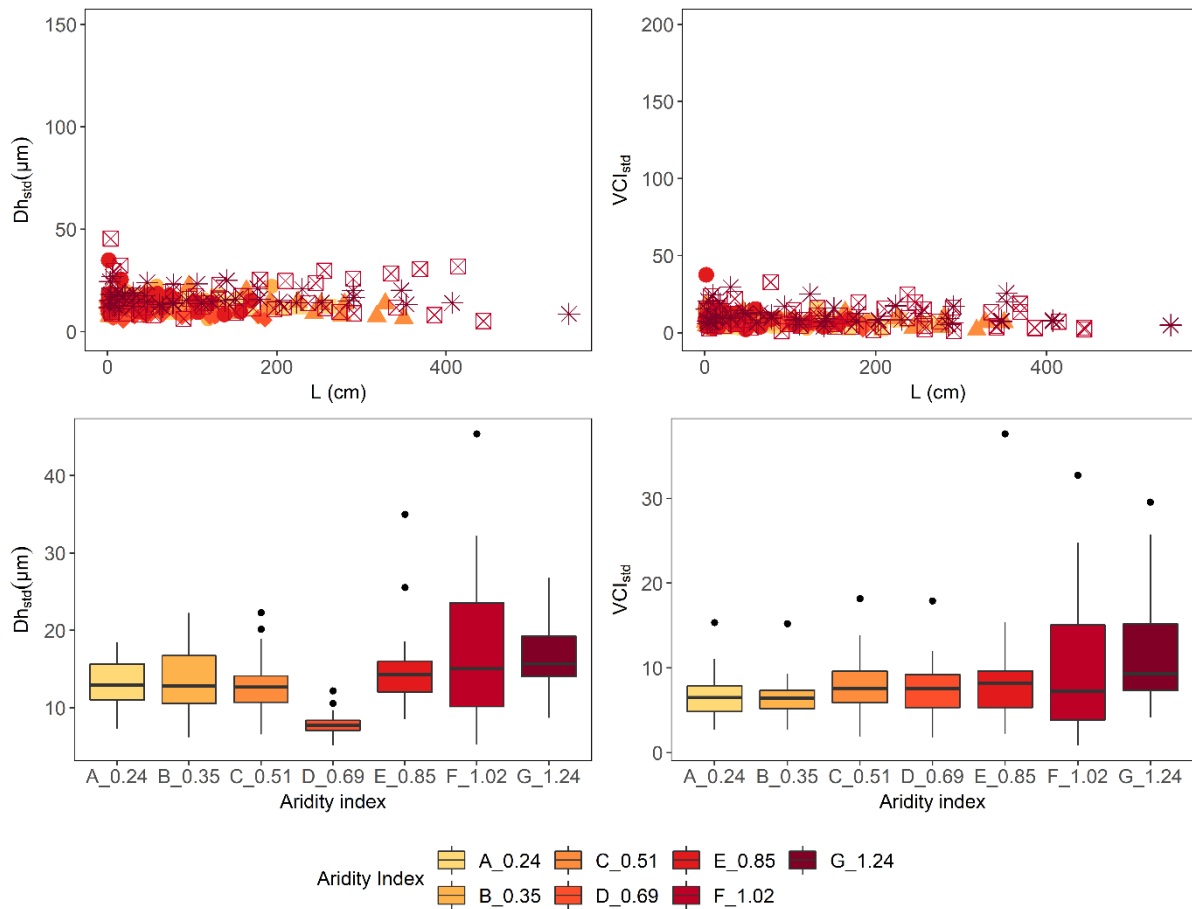 150
100
50
0
Dhstd(µm)
0
200
400
L (cm)
200
150
100
50
0
VCIstd
0
200
400
L (cm)
40
30
20
10
Dhstd(µm)
A_0.24 B_0.35 C_0.51 D_0.69 E_0.85 F_1.02 G_1.24
Aridity index
30
20
10
0
VCIstd
A_0.24 B_0.35 C_0.51 D_0.69 E_0.85 F_1.02 G_1.24
Aridity index
Aridity Index
A_0.24 C_0.51 E_0.85 G_1.24
B_0.35 D_0.69 F_1.02